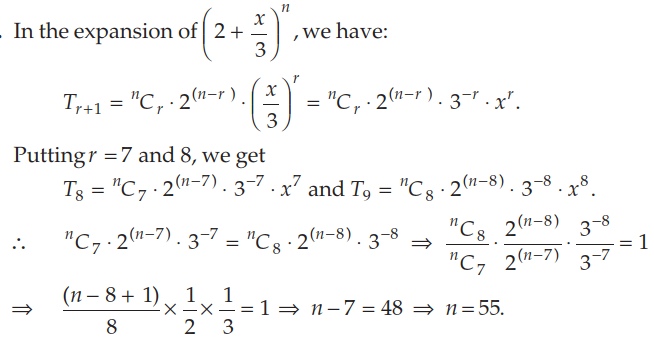 . In the expansion of (2 + x/3)^n, we have:
T_{r+1} = ^nC_r · 2^{(n−r)} · (x/3)^r = ^nC_r · 2^{(n−r)} · 3^{−r} · x^r.
Putting r = 7 and 8, we get
T_8 = ^nC_7 · 2^{(n−7)} · 3^{−7} · x^7 and T_9 = ^nC_8 · 2^{(n−8)} · 3^{−8} · x^8.
∴ ^nC_7 · 2^{(n−7)} · 3^{−7} = ^nC_8 · 2^{(n−8)} · 3^{−8} ⇒ ^nC_8/^nC_7 · 2^{(n−8)}/2^{(n−7)} · 3^{−8}/3^{−7} = 1
⇒ (n − 8 + 1)/8 × 1/2 × 1/3 = 1 ⇒ n − 7 = 48 ⇒ n = 55.